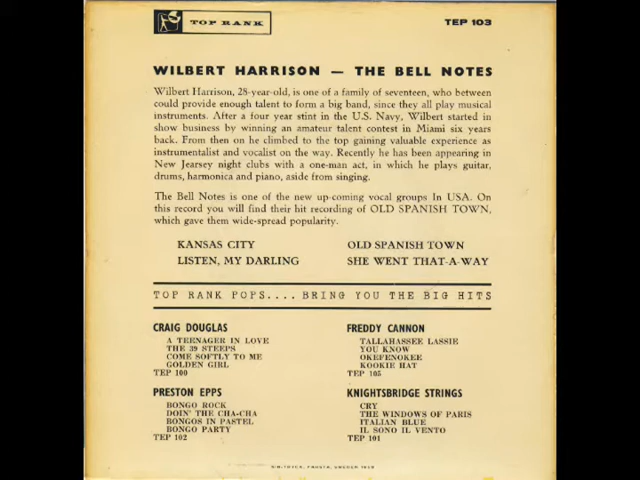 TOP RANK
TEP 103
WILBERT HARRISON — THE BELL NOTES
Wilbert Harrison, 28-year-old, is one of a family of seventeen, who between
could provide enough talent to form a big band, since they all play musical
instruments. After a four year stint in the U.S. Navy, Wilbert started in
show business by winning an amateur talent contest in Miami six years
back. From then on he climbed to the top gaining valuable experience as
instrumentalist and vocalist on the way. Recently he has been appearing in
New Jearsey night clubs with a one-man act, in which he plays guitar,
drums, harmonica and piano, aside from singing.
The Bell Notes is one of the new up-coming vocal groups In USA. On
this record you will find their hit recording of OLD SPANISH TOWN,
which gave them wide-spread popularity.
KANSAS CITY
LISTEN, MY DARLING
OLD SPANISH TOWN
SHE WENT THAT-A-WAY
TOP RANK POPS.... BRING YOU THE BIG HITS
CRAIG DOUGLAS
A TEENAGER IN LOVE
THE 39 STEEPS
COME SOFTLY TO ME
GOLDEN GIRL
TEP 100
FREDDY CANNON
TALLAHASSEE LASSIE
YOU KNOW
OKEFENOKEE
KOOKIE HAT
TEP 105
PRESTON EPPS
BONGO ROCK
DOIN' THE CHA-CHA
BONGOS IN PASTEL
BONGO PARTY
TEP 102
KNIGHTSBRIDGE STRINGS
CRY
THE WINDOWS OF PARIS
ITALIAN BLUE
IL SONO IL VENTO
TEP 101
SWEDEN 1959